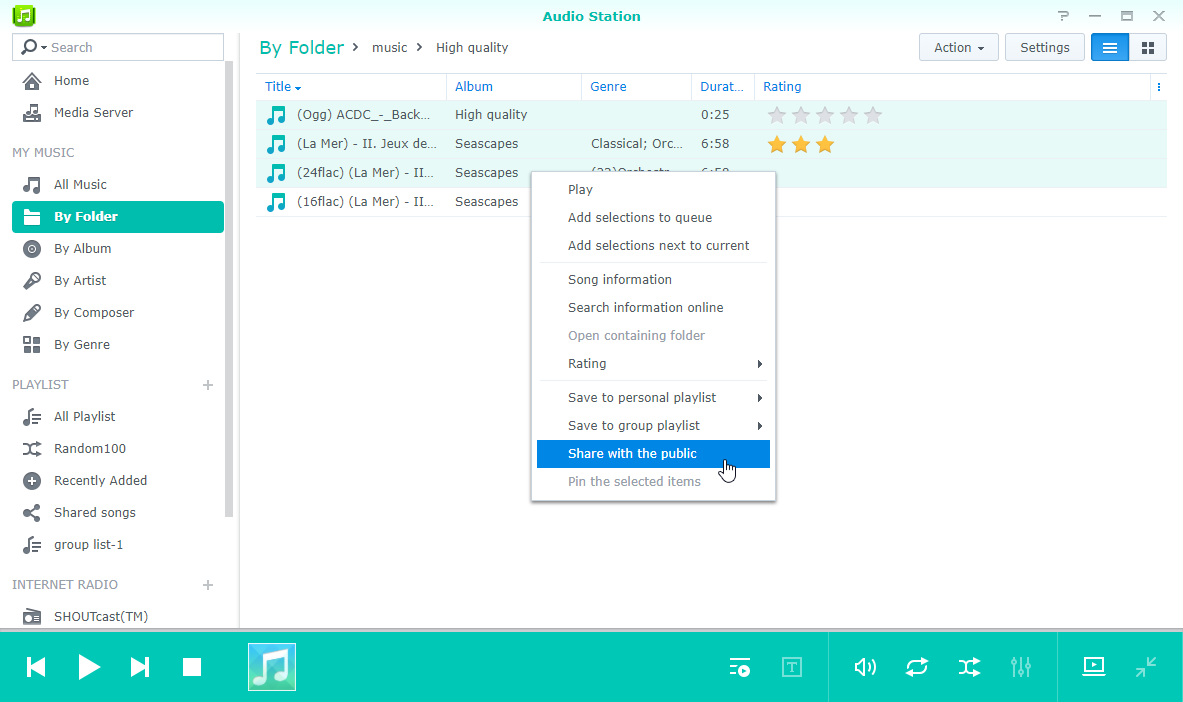 Audio Station
Search
Home
Media Server
MY MUSIC
All Music
By Folder
By Album
By Artist
By Composer
By Genre
PLAYLIST
All Playlist
Random100
Recently Added
Shared songs
group list-1
INTERNET RADIO
SHOUTcast(TM)
By Folder > music > High quality
Action
Settings
Title Album Genre Durat... Rating
(Ogg) ACDC_-_Back... High quality 0:25
(La Mer) - II. Jeux de... Seascapes Classical; Orc... 6:58
(24flac) (La Mer) - II... Seascapes
(16flac) (La Mer) - II... Seascapes
Play
Add selections to queue
Add selections next to current
Song information
Search information online
Open containing folder
Rating
Save to personal playlist
Save to group playlist
Share with the public
Pin the selected items
T